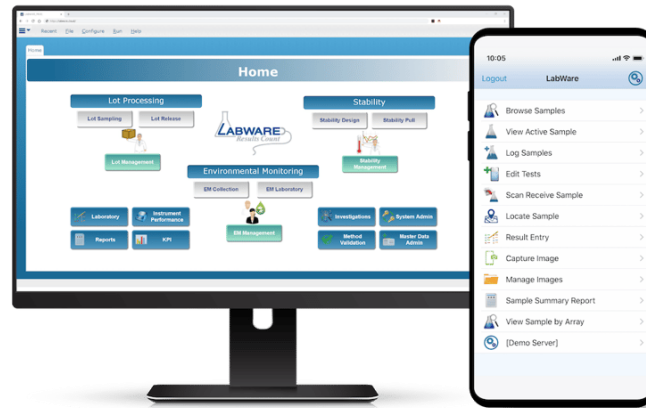 Recent File Configure Run Help
Home
Home
Lot Processing
Lot Sampling Lot Release
Lot Management
LABWARE
Results Count
Stability
Stability Design Stability Pull
Stability
Management
Environmental Monitoring
EM Collection EM Laboratory
EM Management
Laboratory Instrument
Performance
Reports KPI
Investigations System Admin
Method
Validation Master Data
Admin
10:05
Logout LabWare
Browse Samples
View Active Sample
Log Samples
Edit Tests
Scan Receive Sample
Locate Sample
Result Entry
Capture Image
Manage Images
Sample Summary Report
View Sample by Array
[Demo Server]